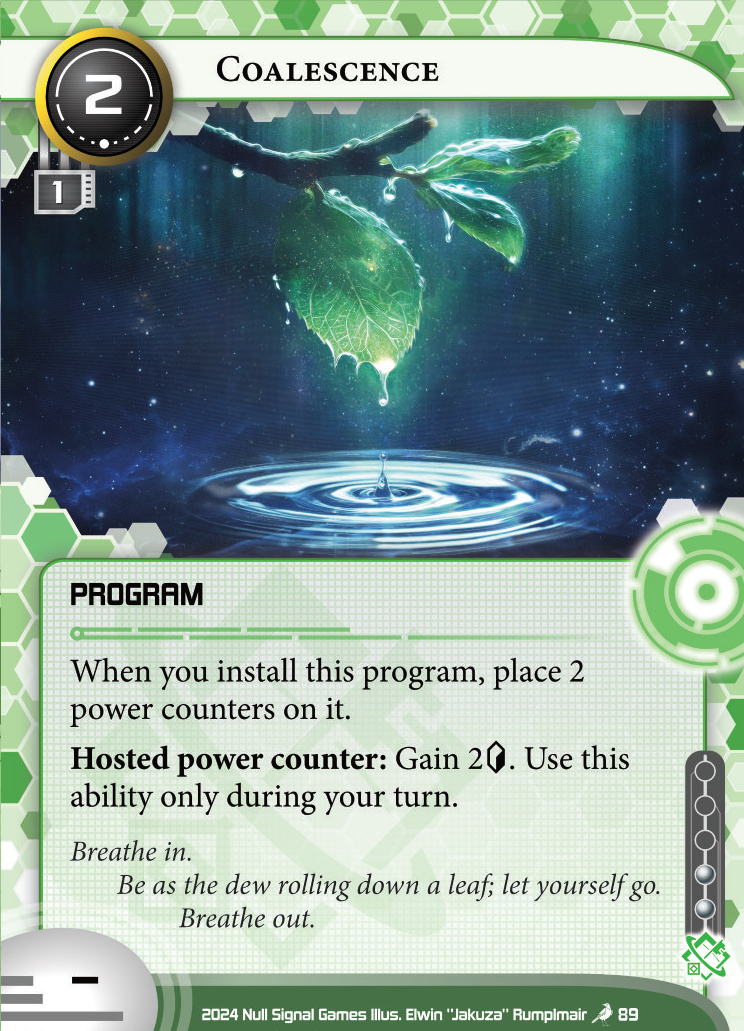 2
Coalescence
1
PROGRAM
When you install this program, place 2
power counters on it.
Hosted power counter: Gain 2. Use this
ability only during your turn.
Breathe in.
Be as the dew rolling down a leaf; let yourself go.
Breathe out.
2024 Null Signal Games Illus. Elwin "Jakuza" Rumplmair 89